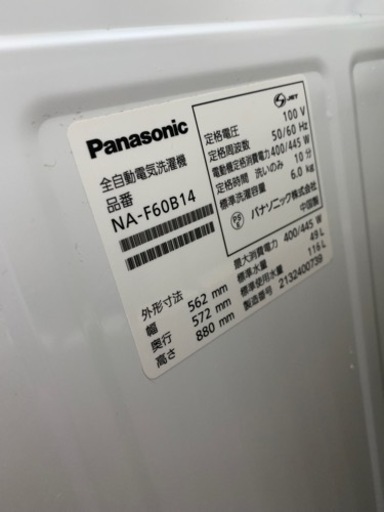 Panasonic
全自動電気洗濯機
品番
NA-F60B14
外形寸法
幅 562 mm
奥行 572 mm
高さ 880 mm
JET
定格電圧 100 V
定格周波数 50/60 Hz
電動機定格消費電力 400/445 W
定格時間 洗いのみ 10 分
標準洗濯容量 6.0 kg
PS E
パナソニック株式会社
中国製
最大消費電力 400/445 W
標準水量 49 L
標準使用水量 116 L
製造番号 2132400739